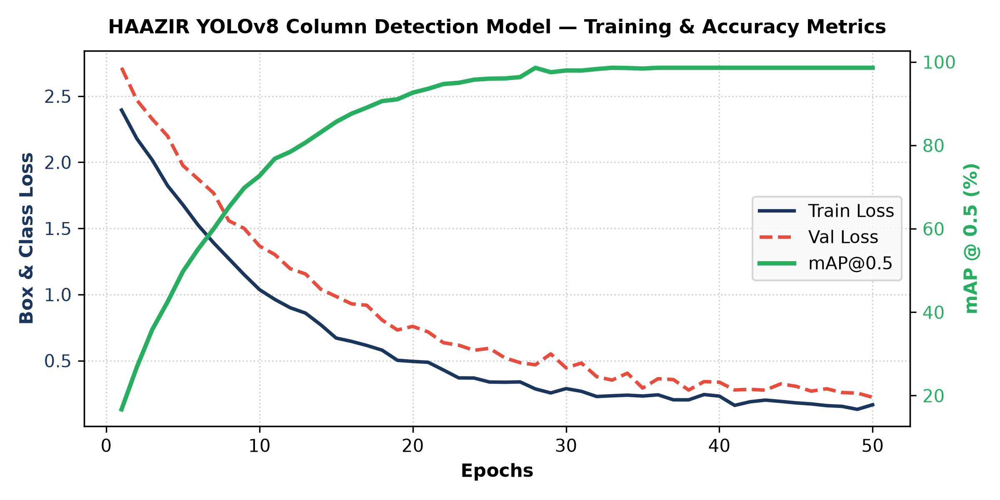 HAAZIR YOLOv8 Column Detection Model — Training & Accuracy Metrics
Box & Class Loss
2.5
2.0
1.5
1.0
0.5
100
80
60
40
20
mAP @ 0.5 (%)
Train Loss
Val Loss
mAP@0.5
0 10 20 30 40 50
Epochs